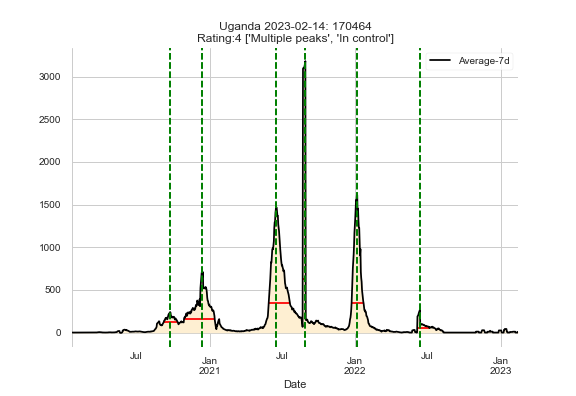 Uganda 2023-02-14: 170464
Rating:4 ['Multiple peaks', 'In control']
Average-7d
3000
2500
2000
1500
1000
500
0
Jul
Jan
2021
Jul
Jan
2022
Jul
Jan
2023
Date